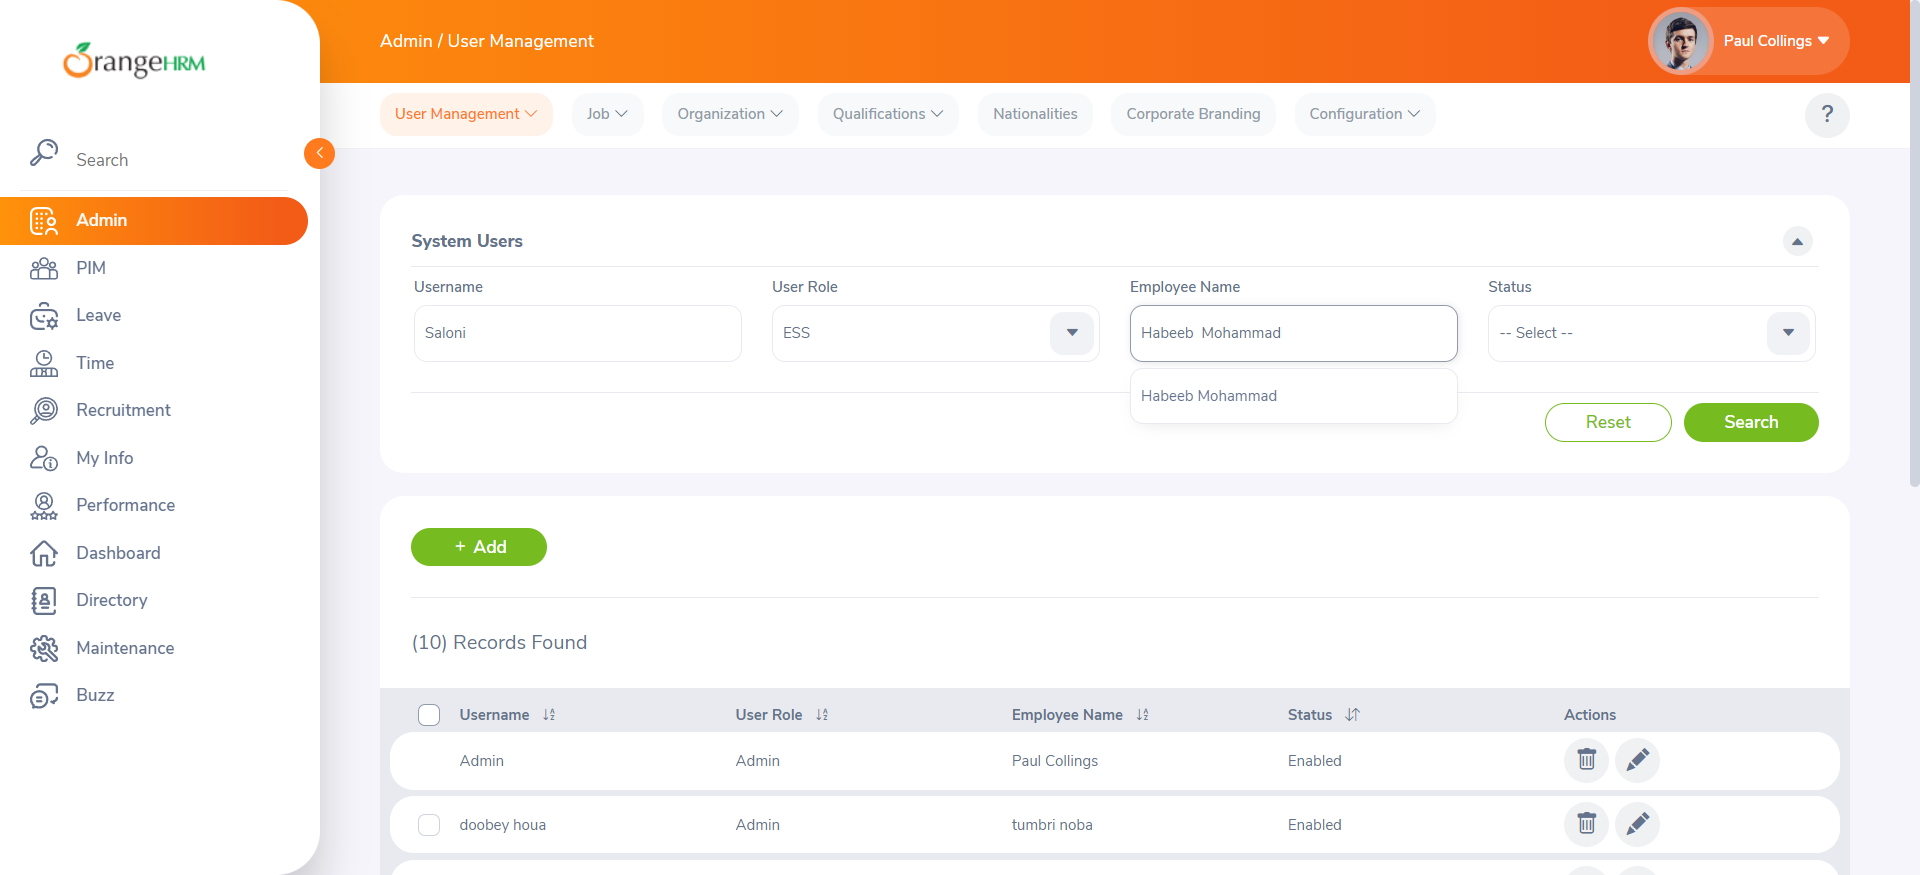 OrangeHRM
Admin / User Management
Paul Collings
User Management
Job
Organization
Qualifications
Nationalities
Corporate Branding
Configuration
?
Search
Admin
PIM
Leave
Time
Recruitment
My Info
Performance
Dashboard
Directory
Maintenance
Buzz
System Users
Username
User Role
Employee Name
Status
Saloni
ESS
Habeeb  Mohammad
-- Select --
Habeeb Mohammad
Reset
Search
+ Add
(10) Records Found
Username
User Role
Employee Name
Status
Actions
Admin
Admin
Paul Collings
Enabled
doobey houa
Admin
tumbri noba
Enabled